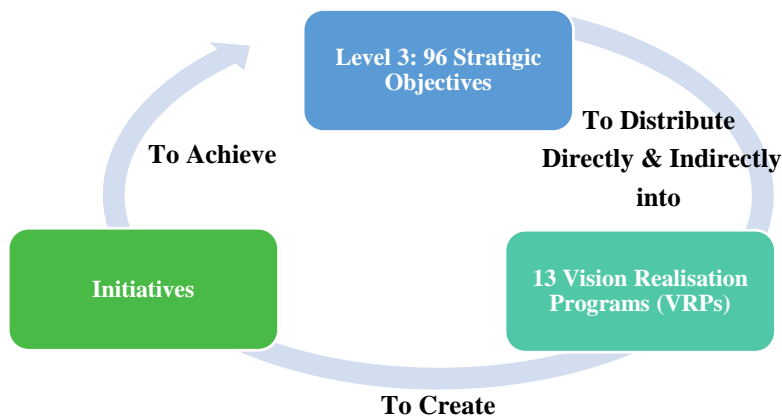 Level 3: 96 Stratigic
Objectives
To Distribute
Directly & Indirectly
into
13 Vision Realisation
Programs (VRPs)
To Create
Initiatives
To Achieve